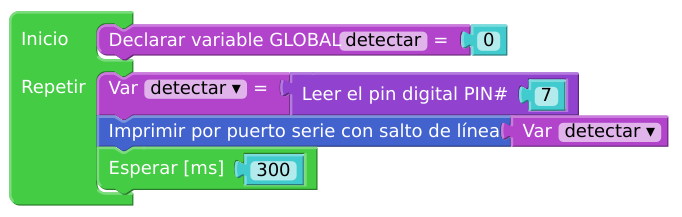 Inicio Declarar variable GLOBAL detectar = 0
Repetir Var detectar ▾ = Leer el pin digital PIN# 7
Imprimir por puerto serie con salto de línea Var detectar ▾
Esperar [ms] 300